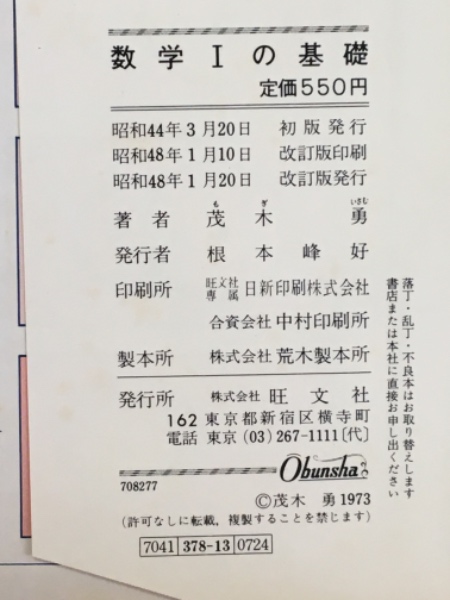 数学Ⅰの基礎
定価550円
昭和44年3月20日 初版発行
昭和48年1月10日 改訂版印刷
昭和48年1月20日 改訂版発行
も ぎ いさむ
著者 茂木 勇
発行者 根本峰好
印刷所 旺文社専属 日新印刷株式会社
合資会社 中村印刷所
製本所 株式会社 荒木製本所
発行所 株式会社 旺文社
162 東京都新宿区横寺町
電話 東京(03)267-1111〔代〕
Obunsha
708277
©茂木 勇1973
(許可なしに転載,複製することを禁じます)
7041 378-13 0724
落丁・乱丁・不良本はお取り替えします
書店または本社に直接お申し出ください